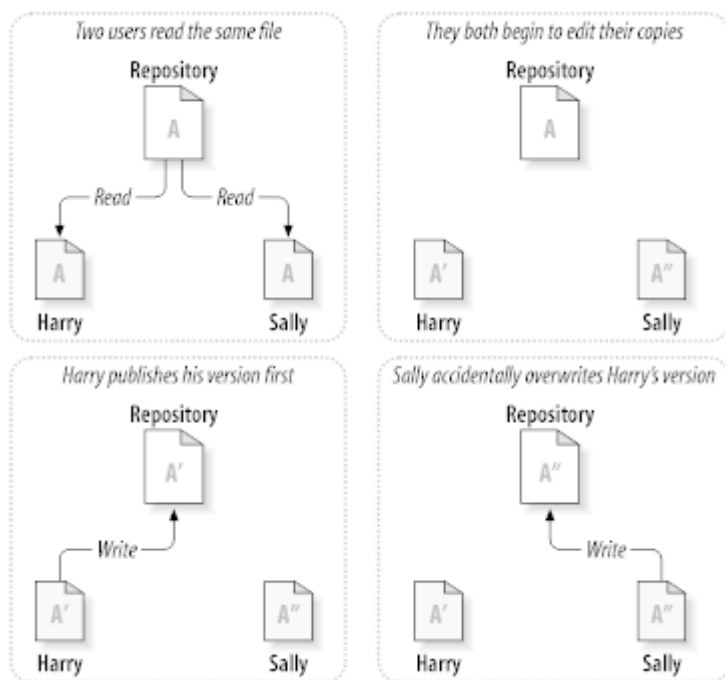 Two users read the same file
Repository
A
Read Read
A A
Harry Sally
They both begin to edit their copies
Repository
A
A′ A″
Harry Sally
Harry publishes his version first
Repository
A′
Write
A′ A″
Harry Sally
Sally accidentally overwrites Harry’s version
Repository
A″
Write
A′ A″
Harry Sally